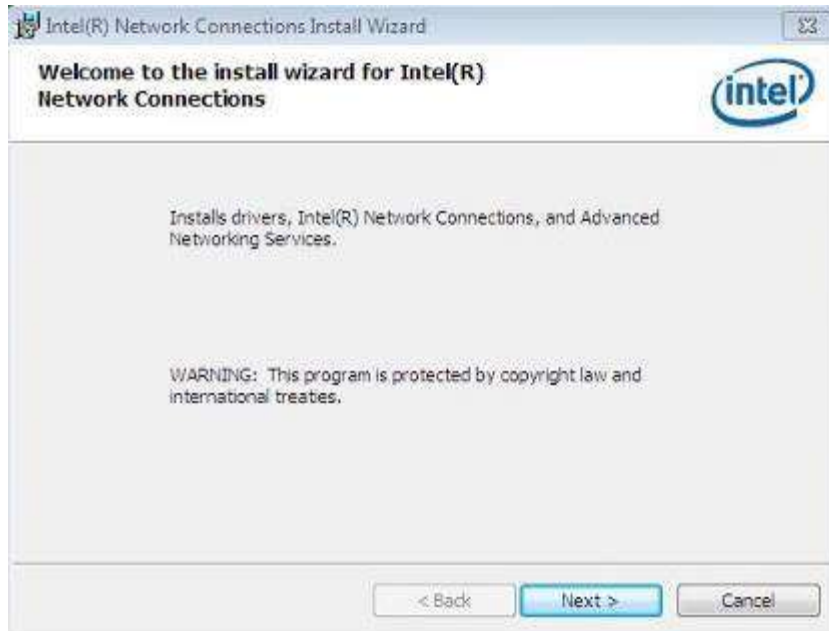 Intel(R) Network Connections Install Wizard
Welcome to the install wizard for Intel(R)
Network Connections
intel
Installs drivers, Intel(R) Network Connections, and Advanced
Networking Services.
WARNING: This program is protected by copyright law and
international treaties.
< Back
Next >
Cancel